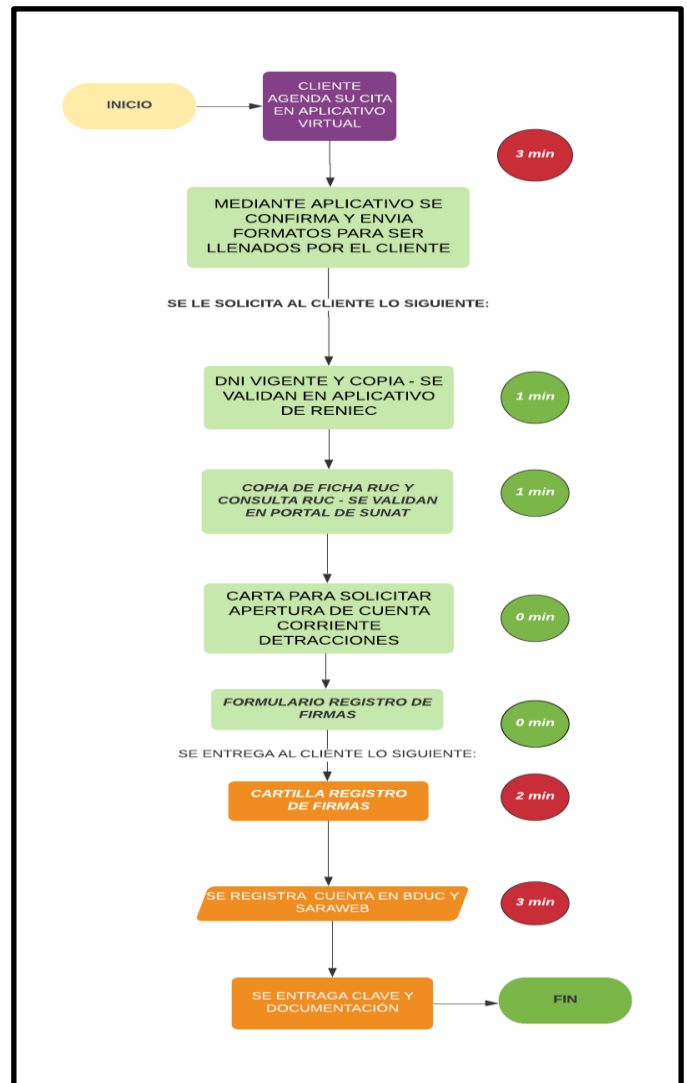 INICIO
CLIENTE
AGENDA SU CITA
EN APLICATIVO
VIRTUAL
3 min
MEDIANTE APLICATIVO SE
CONFIRMA Y ENVIA
FORMATOS PARA SER
LLENADOS POR EL CLIENTE
SE LE SOLICITA AL CLIENTE LO SIGUIENTE:
DNI VIGENTE Y COPIA - SE
VALIDAN EN APLICATIVO
DE RENIEC
1 min
COPIA DE FICHA RUC Y
CONSULTA RUC - SE VALIDAN
EN PORTAL DE SUNAT
1 min
CARTA PARA SOLICITAR
APERTURA DE CUENTA
CORRIENTE
DETRACCIONES
0 min
FORMULARIO REGISTRO DE
FIRMAS
0 min
SE ENTREGA AL CLIENTE LO SIGUIENTE:
CARTILLA REGISTRO
DE FIRMAS
2 min
SE REGISTRA CUENTA EN BDUC Y
SARAWEB
3 min
SE ENTRAGA CLAVE Y
DOCUMENTACIÓN
FIN